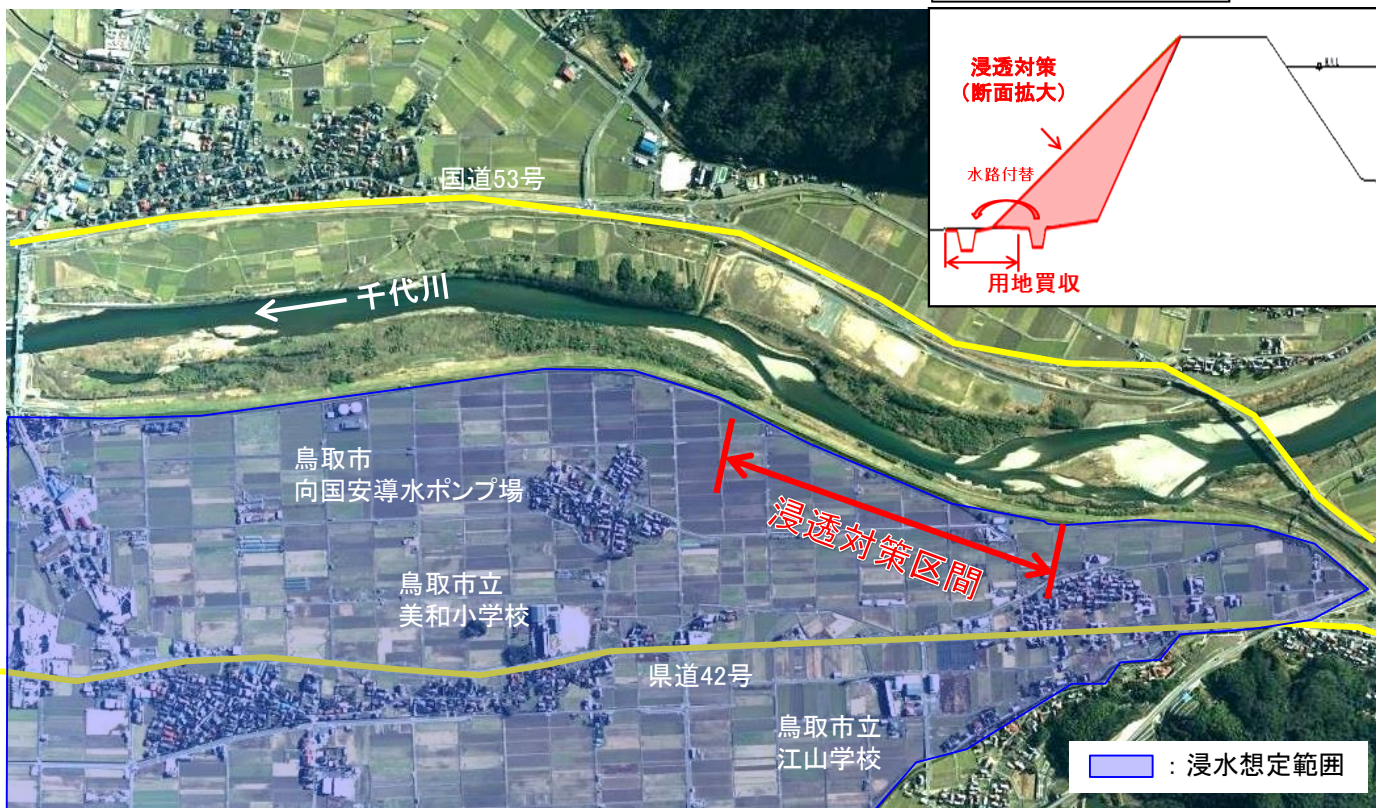 浸透対策
(断面拡大)
水路付替
用地買収
国道53号
千代川
鳥取市
向国安導水ポンプ場
浸透対策区間
鳥取市立
美和小学校
県道42号
鳥取市立
江山学校
：浸水想定範囲